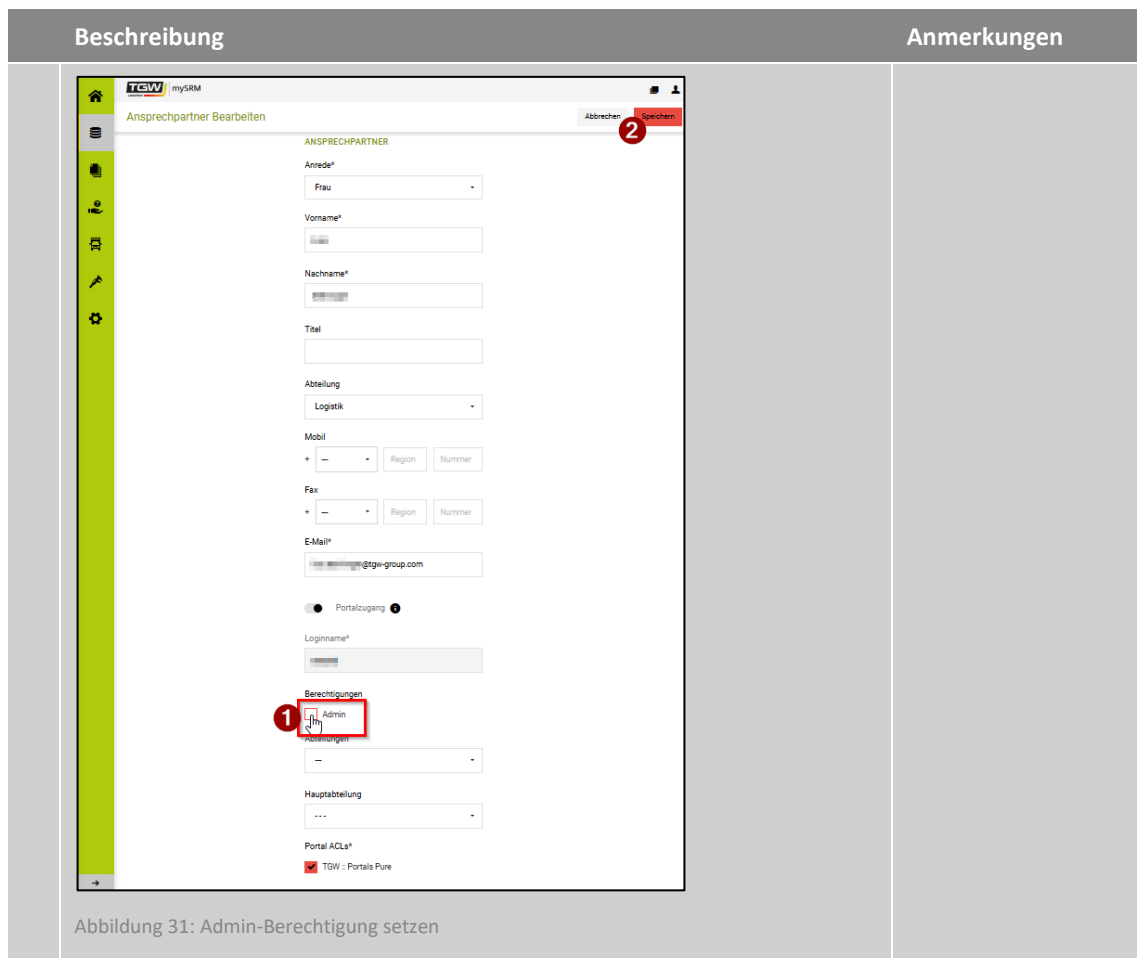 Beschreibung Anmerkungen
TGW mySRM
Ansprechpartner Bearbeiten Abbrechen Speichern
2
ANSPRECHPARTNER
Anrede*
Frau
Vorname*
Nachname*
Titel
Abteilung
Logistik
Mobil
+ --- Region Nummer
Fax
+ --- Region Nummer
E-Mail*
@tgw-group.com
Portalzugang
Loginname*
Berechtigungen
1 Admin
Abteilungen
---
Hauptabteilung
---
Portal ACLs*
TGW :: Portals Pure
Abbildung 31: Admin-Berechtigung setzen